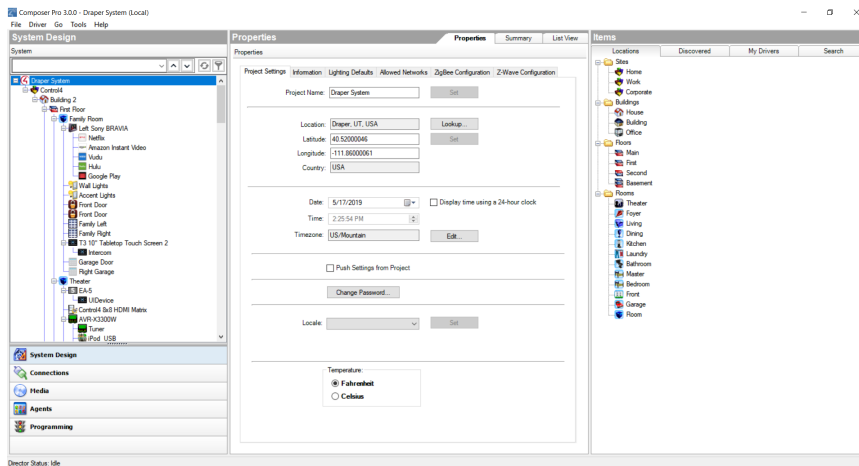 Composer Pro 3.0.0 - Draper System (Local)
File Driver Go Tools Help
System Design
System
Draper System
Control4
Building 2
First Floor
Family Room
Left Sony BRAVIA
Netflix
Amazon Instant Video
Vudu
Hulu
Google Play
Wall Lights
Accent Lights
Front Door
Front Door
Family Left
Family Right
T3 10" Tabletop Touch Screen 2
Intercom
Garage Door
Right Garage
Theater
EA-5
UIDevice
Control4 8x8 HDMI Matrix
AVR-X3300W
Tuner
iPod USB
System Design
Connections
Media
Agents
Programming
Director Status: Idle
Properties
Properties Summary List View
Properties
Project Settings Information Lighting Defaults Allowed Networks ZigBee Configuration Z-Wave Configuration
Project Name: Draper System Set
Location: Draper, UT, USA Lookup...
Latitude: 40.52000046 Set
Longitude: -111.86000061
Country: USA
Date: 5/17/2019 Display time using a 24-hour clock
Time: 2:25:54 PM
Timezone: US/Mountain Edit...
Push Settings from Project
Change Password...
Locale: Set
Temperature:
Fahrenheit
Celsius
Items
Locations Discovered My Drivers Search
Sites
Home
Work
Corporate
Buildings
House
Building
Office
Floors
Main
First
Second
Basement
Rooms
Theater
Foyer
Living
Dining
Kitchen
Laundry
Bathroom
Master
Bedroom
Front
Garage
Room